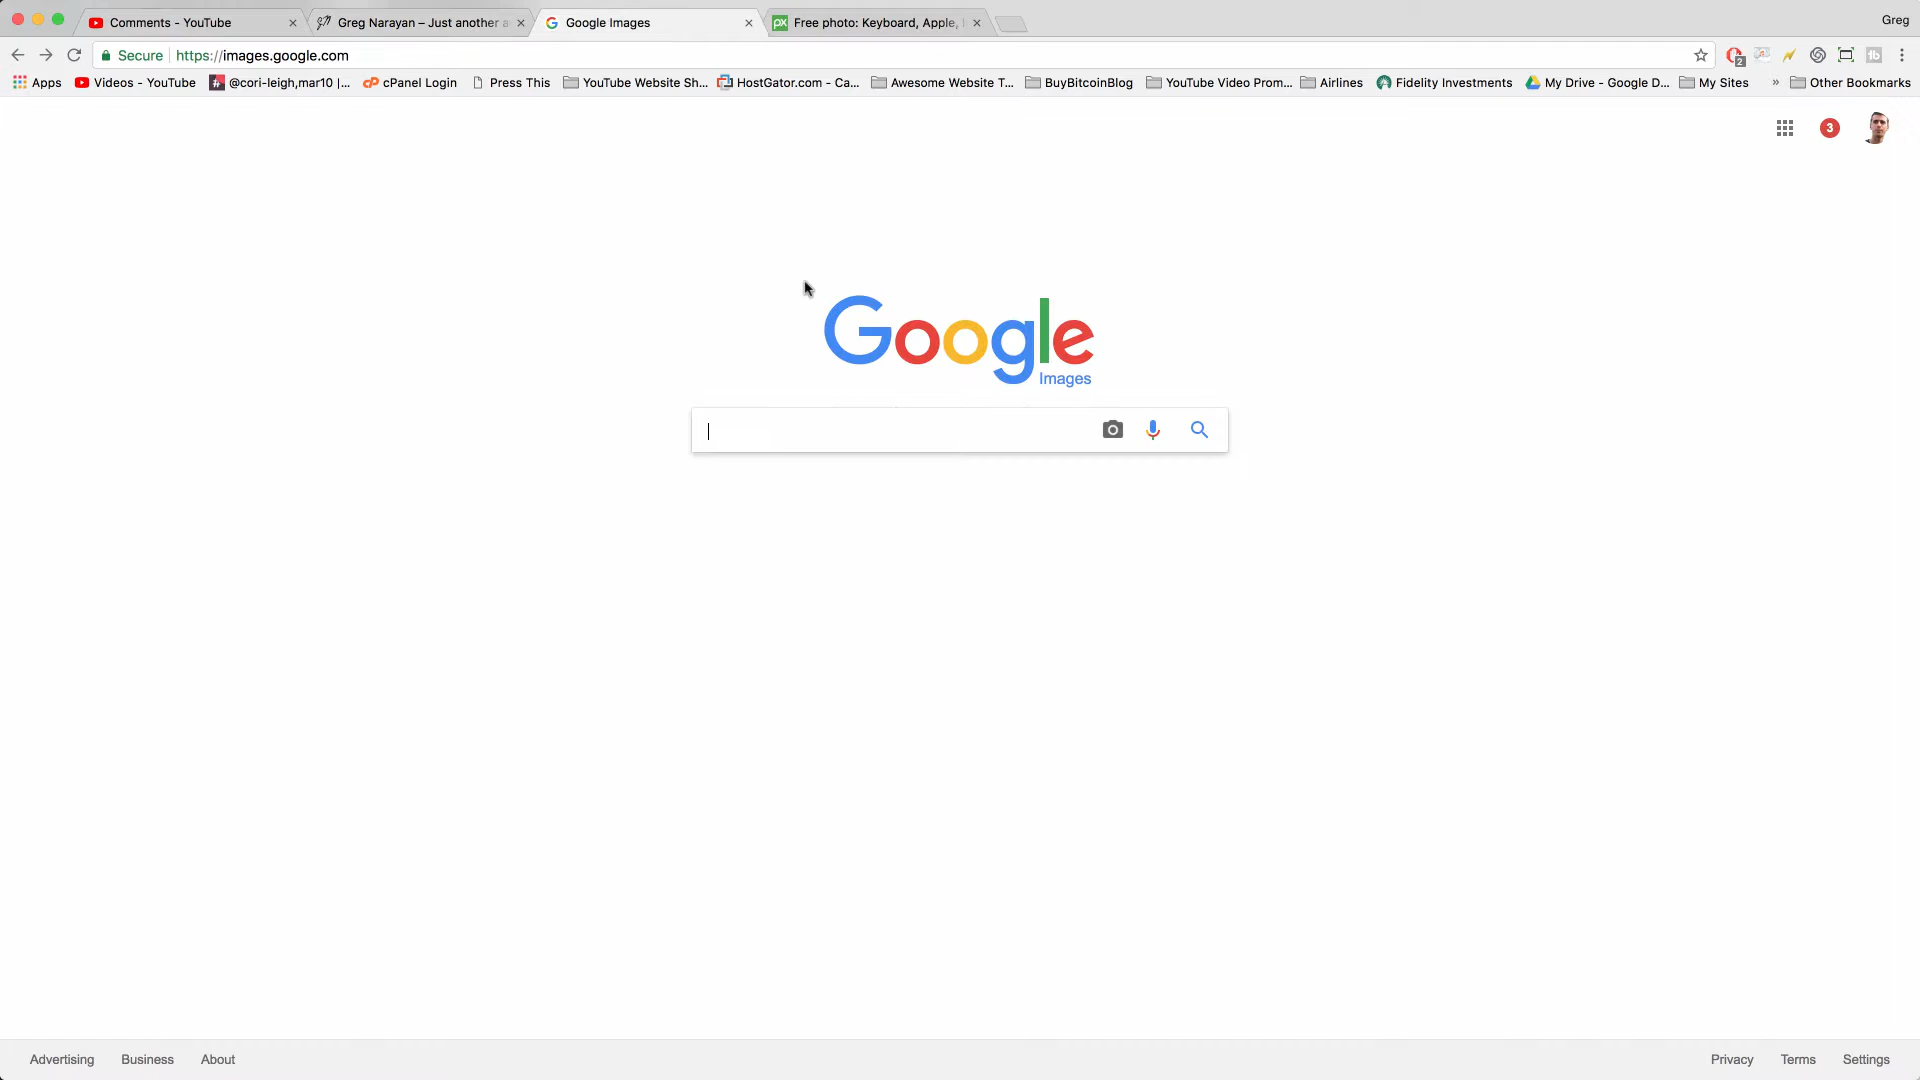 Comments - YouTube
Greg Narayan – Just another
Google Images
Free photo: Keyboard, Apple,
Greg
Secure https://images.google.com
2
Apps Videos - YouTube @cori-leigh,mar10 |... cPanel Login Press This YouTube Website Sh... HostGator.com - Ca... Awesome Website T... BuyBitcoinBlog YouTube Video Prom... Airlines Fidelity Investments My Drive - Google D... My Sites » Other Bookmarks
3
Google
Images
Advertising Business About Privacy Terms Settings